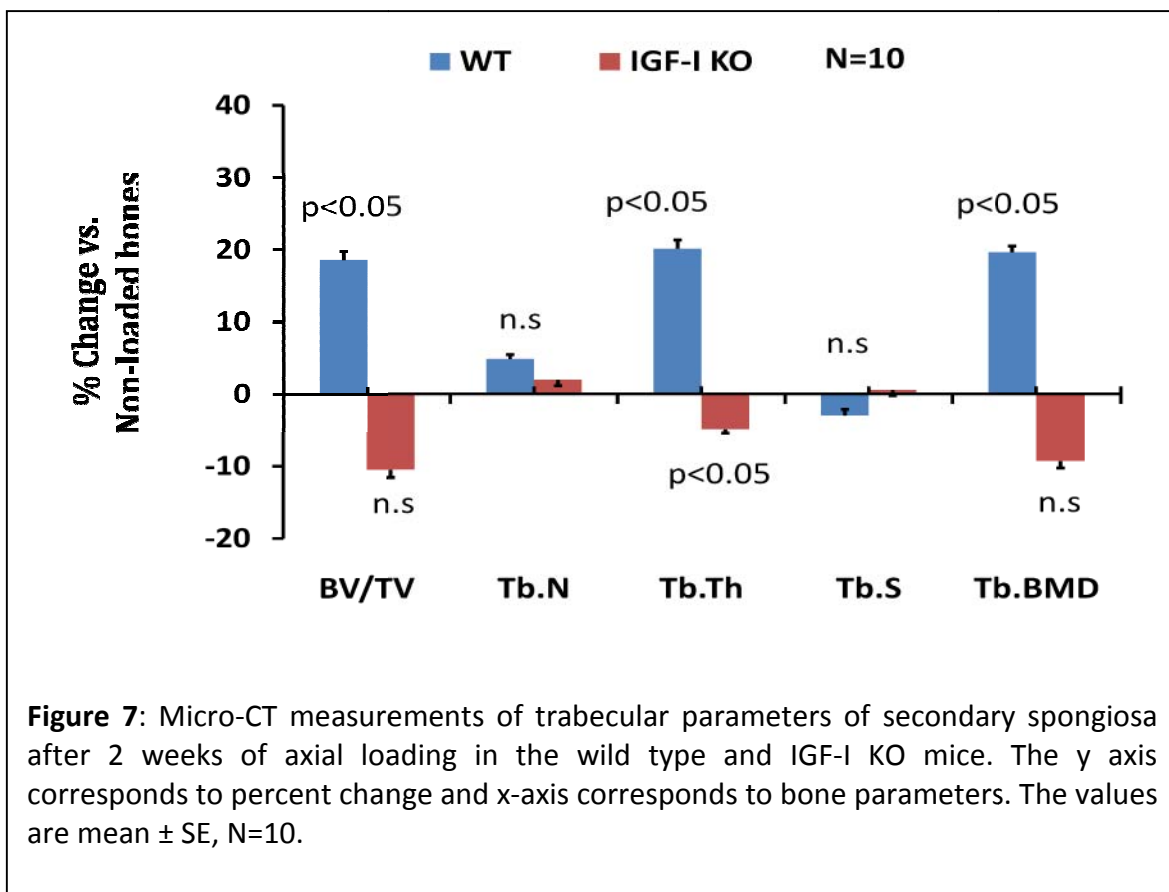 WT IGF-I KO N=10
40
30
20
10
0
-10
-20
% Change vs.
Non-loaded bones
p<0.05
n.s
n.s
p<0.05
p<0.05
n.s
p<0.05
n.s
BV/TV Tb.N Tb.Th Tb.S Tb.BMD
Figure 7: Micro-CT measurements of trabecular parameters of secondary spongiosa
after 2 weeks of axial loading in the wild type and IGF-I KO mice. The y axis
corresponds to percent change and x-axis corresponds to bone parameters. The values
are mean ± SE, N=10.